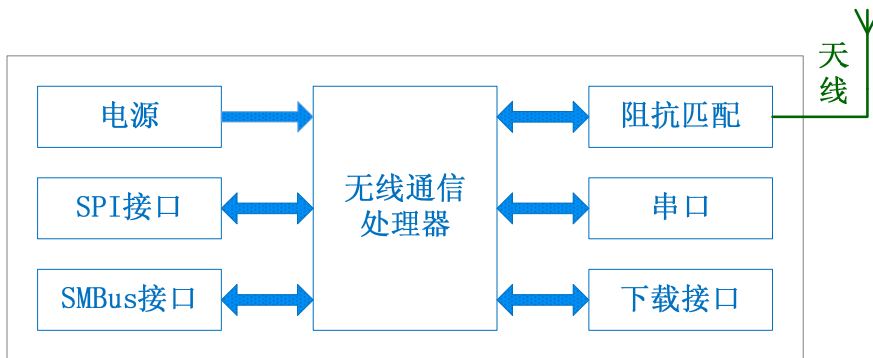 天
线
电源
阻抗匹配
SPI接口
无线通信
处理器
串口
SMBus接口
下载接口